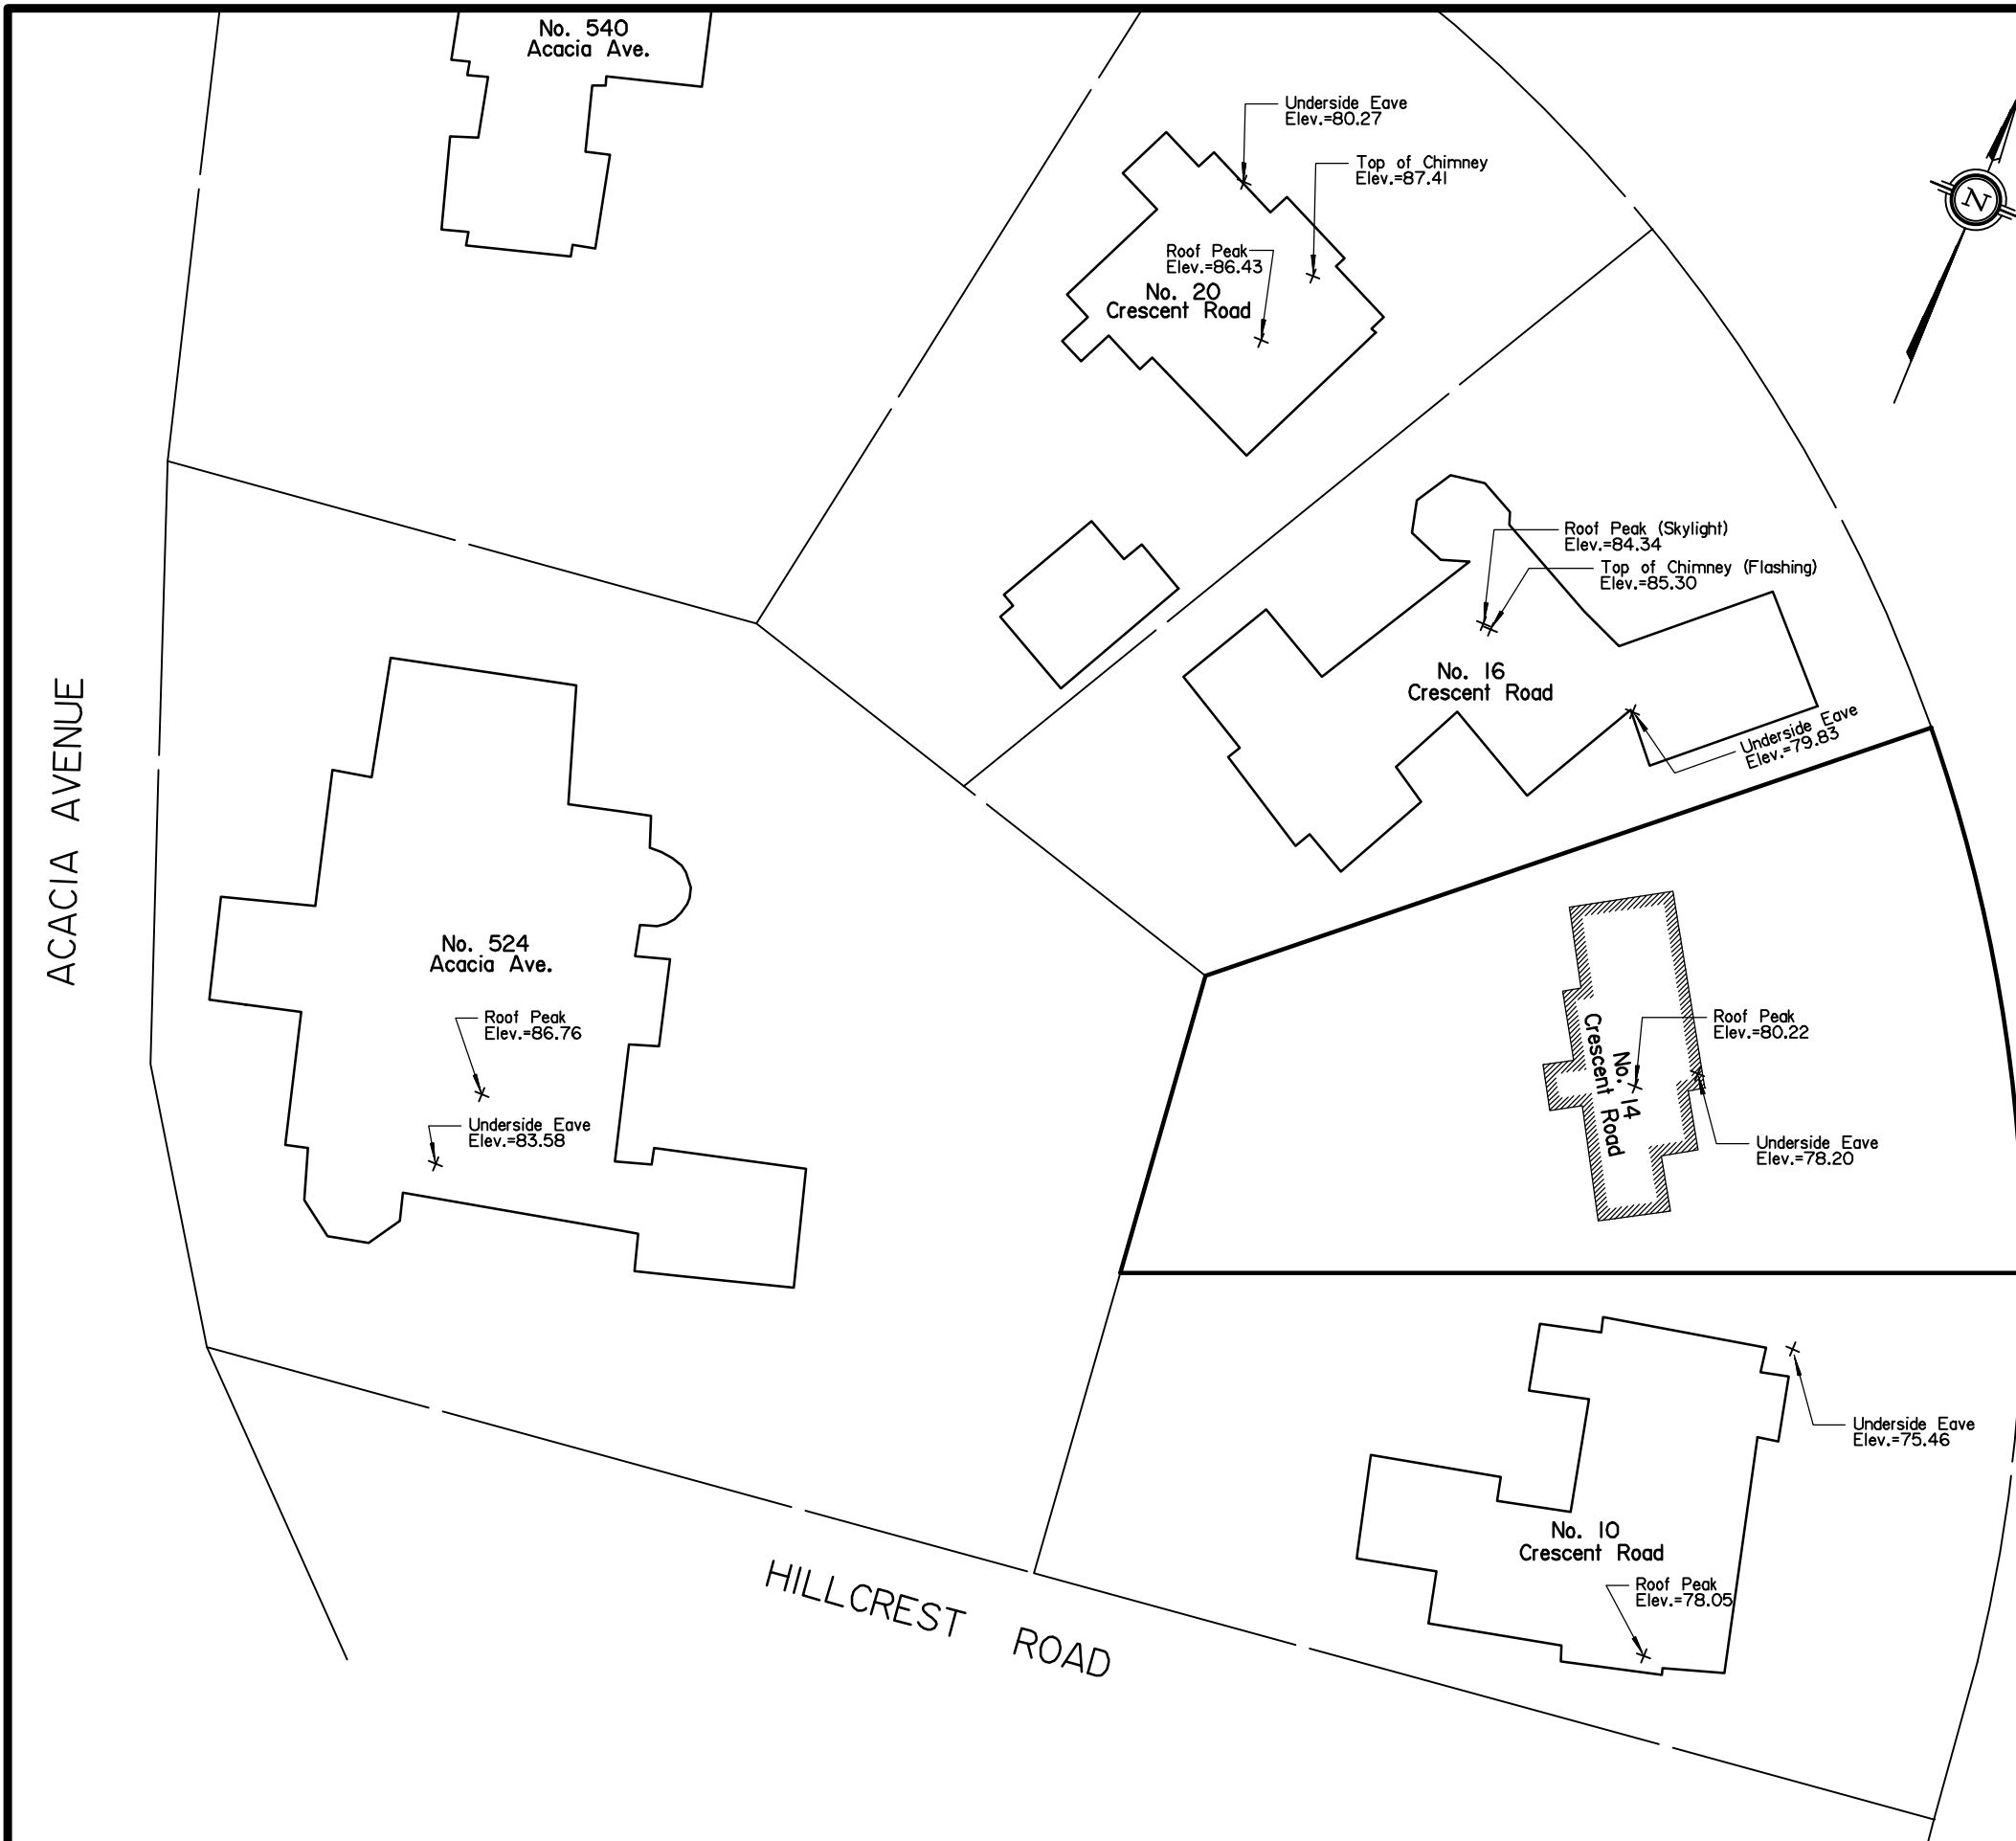 No. 540
Acacia Ave.
Underside Eave
Elev.=80.27
Top of Chimney
Elev.=87.41
Roof Peak
Elev.=86.43
No. 20
Crescent Road
N
Roof Peak (Skylight)
Elev.=84.34
Top of Chimney (Flashing)
Elev.=85.30
No. 16
Crescent Road
Underside Eave
Elev.=79.83
ACACIA AVENUE
No. 524
Acacia Ave.
Roof Peak
Elev.=86.76
Underside Eave
Elev.=83.58
Roof Peak
Elev.=80.22
No. 14
Crescent Road
Underside Eave
Elev.=78.20
Underside Eave
Elev.=75.46
No. 10
Crescent Road
Roof Peak
Elev.=78.05
HILLCREST ROAD